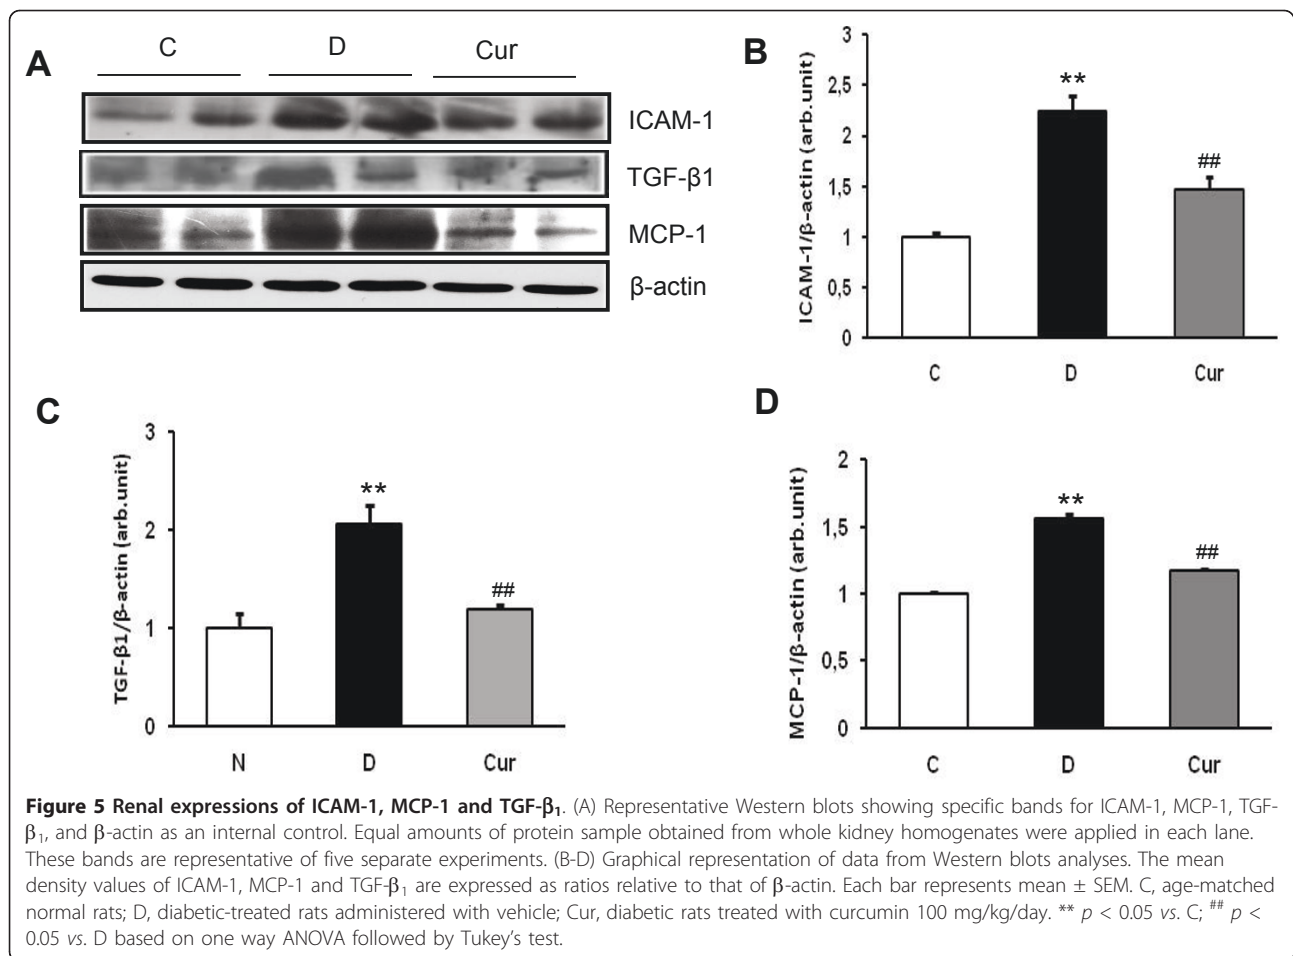 A
C
D
Cur
ICAM-1
TGF-β1
MCP-1
β-actin
B
ICAM-1/β-actin (arb.unit)
3
2,5
2
1,5
1
0,5
0
**
##
C
D
Cur
C
TGF-β1/β-actin (arb.unit)
3
2
1
0
**
##
N
D
Cur
D
MCP-1/β-actin (arb.unit)
2
1,5
1
0,5
0
**
##
C
D
Cur
Figure 5 Renal expressions of ICAM-1, MCP-1 and TGF-β₁. (A) Representative Western blots showing specific bands for ICAM-1, MCP-1, TGF-
β₁, and β-actin as an internal control. Equal amounts of protein sample obtained from whole kidney homogenates were applied in each lane.
These bands are representative of five separate experiments. (B-D) Graphical representation of data from Western blots analyses. The mean
density values of ICAM-1, MCP-1 and TGF-β₁ are expressed as ratios relative to that of β-actin. Each bar represents mean ± SEM. C, age-matched
normal rats; D, diabetic-treated rats administered with vehicle; Cur, diabetic rats treated with curcumin 100 mg/kg/day. ** p < 0.05 vs. C; ## p <
0.05 vs. D based on one way ANOVA followed by Tukey's test.